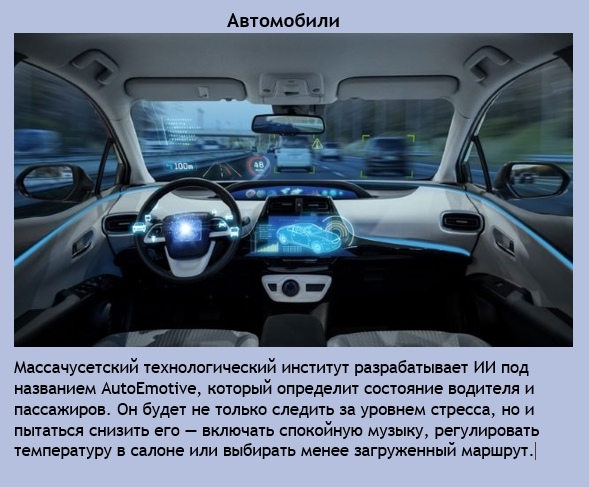 Автомобили
100m
46
Массачусетский технологический институт разрабатывает ИИ под
названием AutoEmotive, который определит состояние водителя и
пассажиров. Он будет не только следить за уровнем стресса, но и
пытаться снизить его — включать спокойную музыку, регулировать
температуру в салоне или выбирать менее загруженный маршрут.